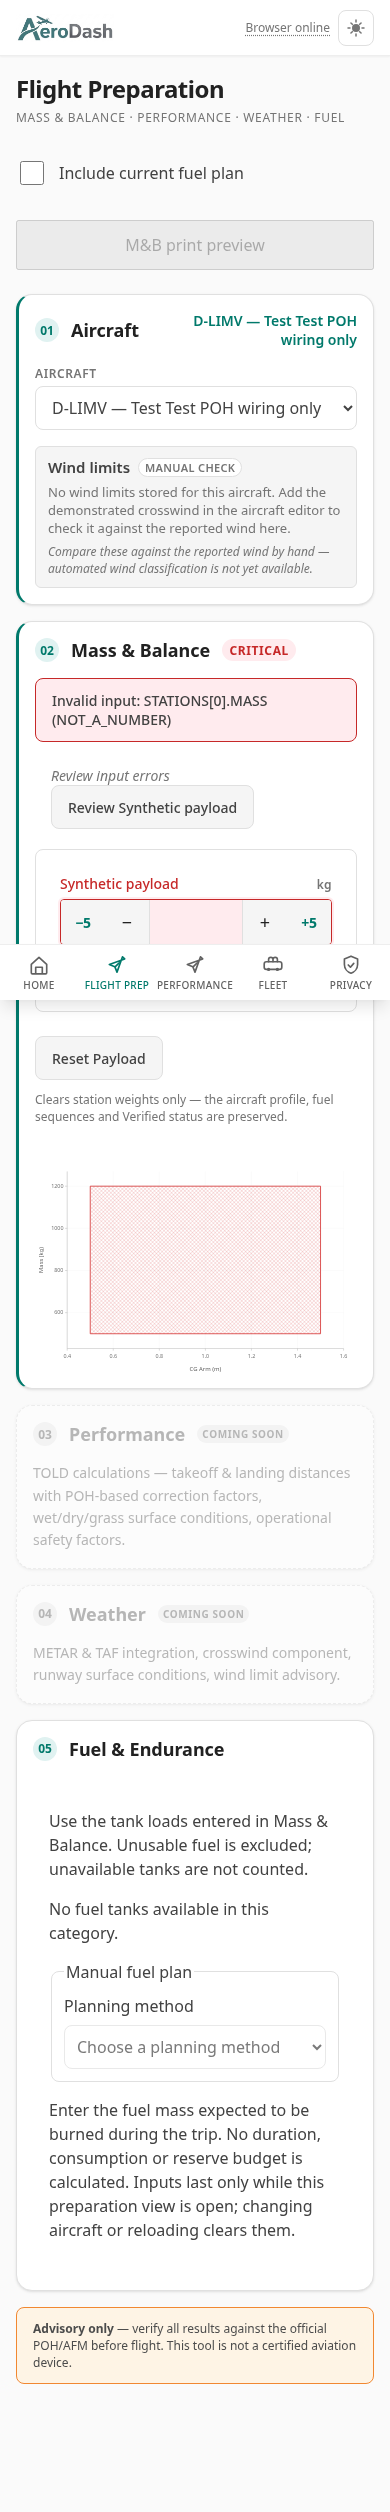 AeroDash
Browser online
Flight Preparation
MASS & BALANCE · PERFORMANCE · WEATHER · FUEL
Include current fuel plan
M&B print preview
01
Aircraft
D-LIMV — Test Test POH
wiring only
AIRCRAFT
D-LIMV — Test Test POH wiring only
Wind limits
MANUAL CHECK
No wind limits stored for this aircraft. Add the
demonstrated crosswind in the aircraft editor to
check it against the reported wind here.
Compare these against the reported wind by hand —
automated wind classification is not yet available.
02
Mass & Balance
CRITICAL
Invalid input: STATIONS[0].MASS
(NOT_A_NUMBER)
Review input errors
Review Synthetic payload
Synthetic payload
kg
−5
−
+
+5
HOME
FLIGHT PREP
PERFORMANCE
FLEET
PRIVACY
Reset Payload
Clears station weights only — the aircraft profile, fuel
sequences and Verified status are preserved.
1200
1000
800
600
Mass (kg)
0.4
0.6
0.8
1.0
1.2
1.4
1.6
CG Arm (m)
03
Performance
COMING SOON
TOLD calculations — takeoff & landing distances
with POH-based correction factors,
wet/dry/grass surface conditions, operational
safety factors.
04
Weather
COMING SOON
METAR & TAF integration, crosswind component,
runway surface conditions, wind limit advisory.
05
Fuel & Endurance
Use the tank loads entered in Mass &
Balance. Unusable fuel is excluded;
unavailable tanks are not counted.
No fuel tanks available in this
category.
Manual fuel plan
Planning method
Choose a planning method
Enter the fuel mass expected to be
burned during the trip. No duration,
consumption or reserve budget is
calculated. Inputs last only while this
preparation view is open; changing
aircraft or reloading clears them.
Advisory only — verify all results against the official
POH/AFM before flight. This tool is not a certified aviation
device.